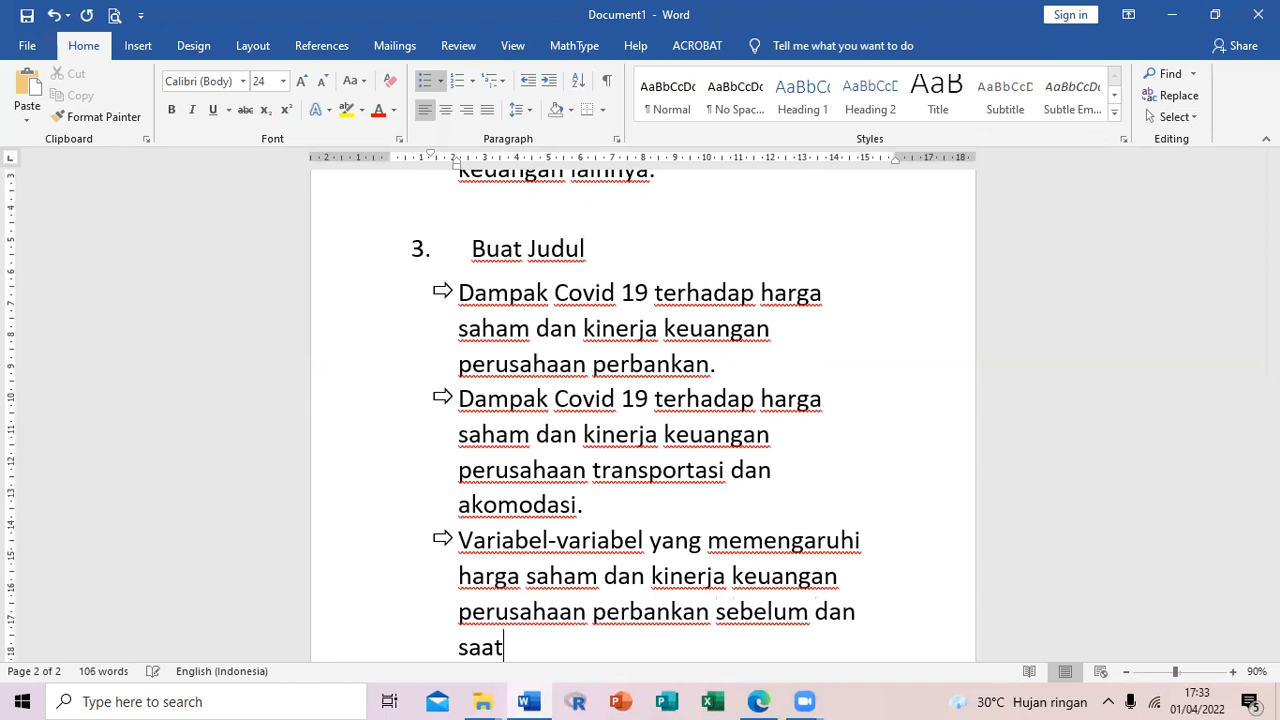 Document1 - Word
Sign in
File Home Insert Design Layout References Mailings Review View MathType Help ACROBAT Tell me what you want to do Share
Paste
Cut
Copy
Format Painter
Clipboard
Calibri (Body) 24
Font
Paragraph
AaBbCcDc AaBbCcDc AaBbCc AaBbCcD AaB AaBbCcD AaBbCcDc
¶ Normal ¶ No Spac... Heading 1 Heading 2 Title Subtitle Subtle Em...
Styles
Find
Replace
Select
Editing
keuangan lainnya.
3. Buat Judul
Dampak Covid 19 terhadap harga
saham dan kinerja keuangan
perusahaan perbankan.
Dampak Covid 19 terhadap harga
saham dan kinerja keuangan
perusahaan transportasi dan
akomodasi.
Variabel-variabel yang memengaruhi
harga saham dan kinerja keuangan
perusahaan perbankan sebelum dan
saat
Page 2 of 2 106 words English (Indonesia) 90%
Type here to search
30°C Hujan ringan
17:33
01/04/2022
5